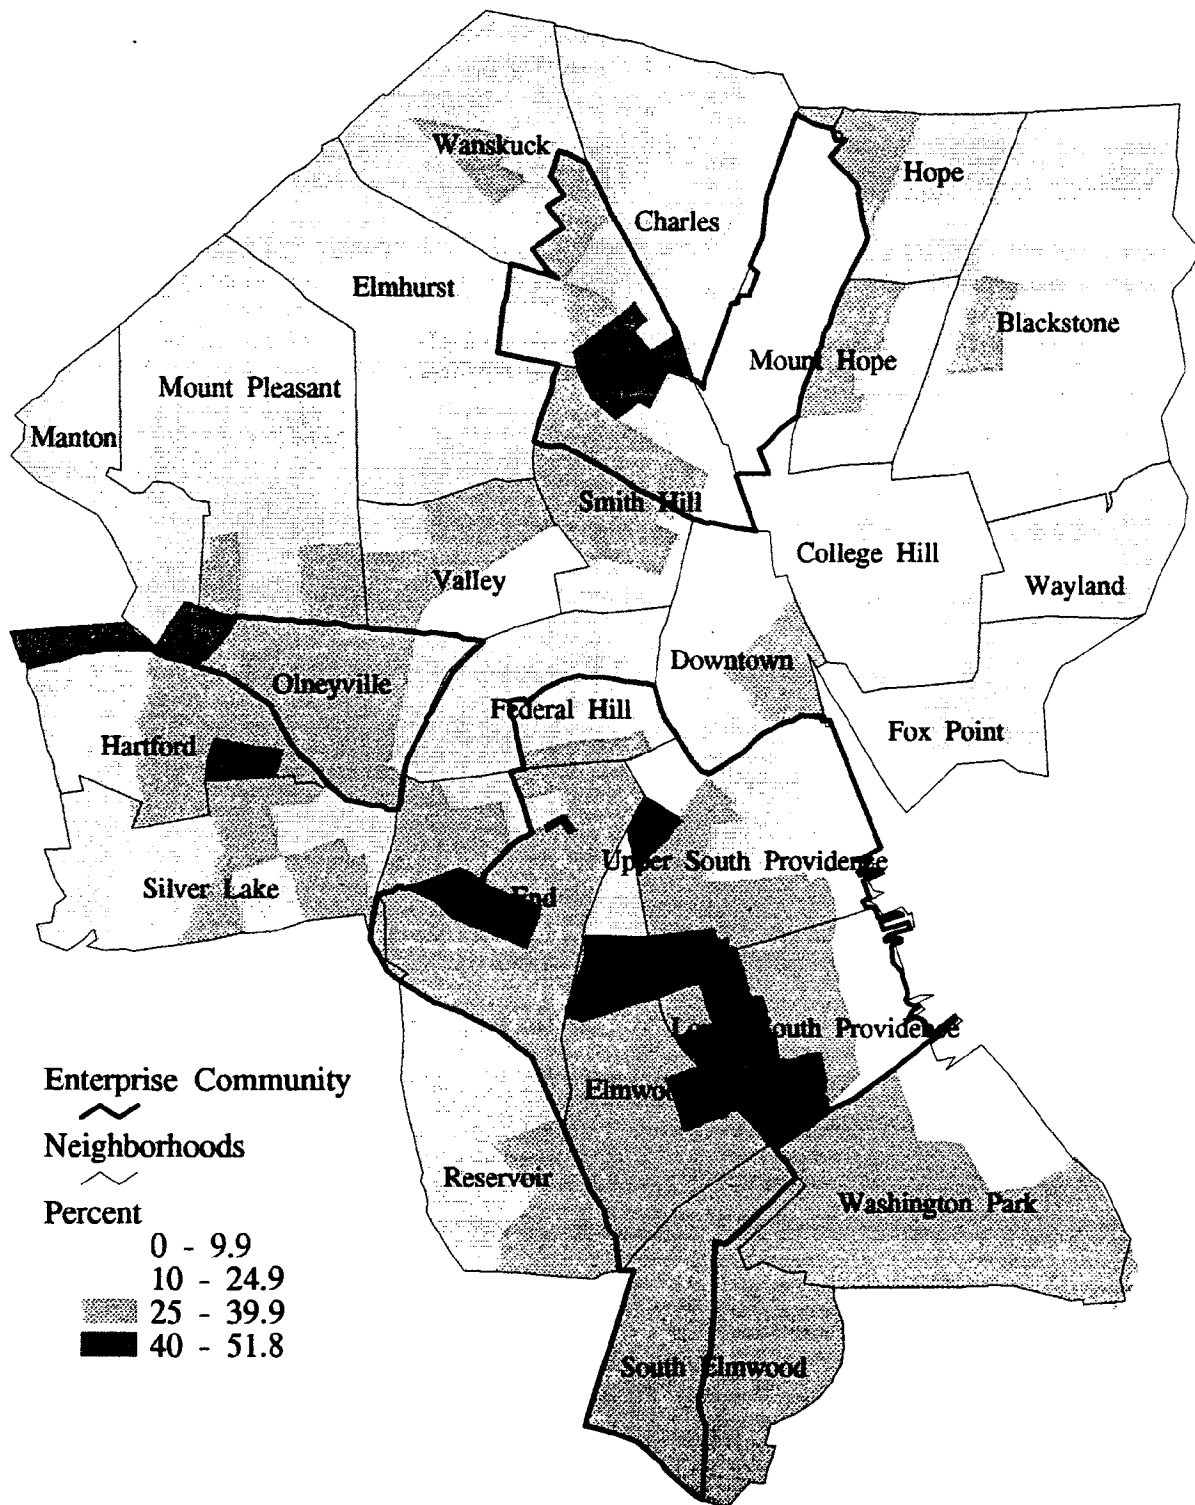 Wanskuck
Hope
Charles
Elmhurst
Blackstone
Mount Hope
Mount Pleasant
Manton
Smith Hill
College Hill
Valley
Wayland
Downtown
Olneyville
Federal Hill
Fox Point
Hartford
Upper South Providence
Silver Lake
End
South Providence
Enterprise Community
Elmwood
Neighborhoods
Reservoir
Washington Park
Percent
0 - 9.9
10 - 24.9
25 - 39.9
40 - 51.8
South Elmwood